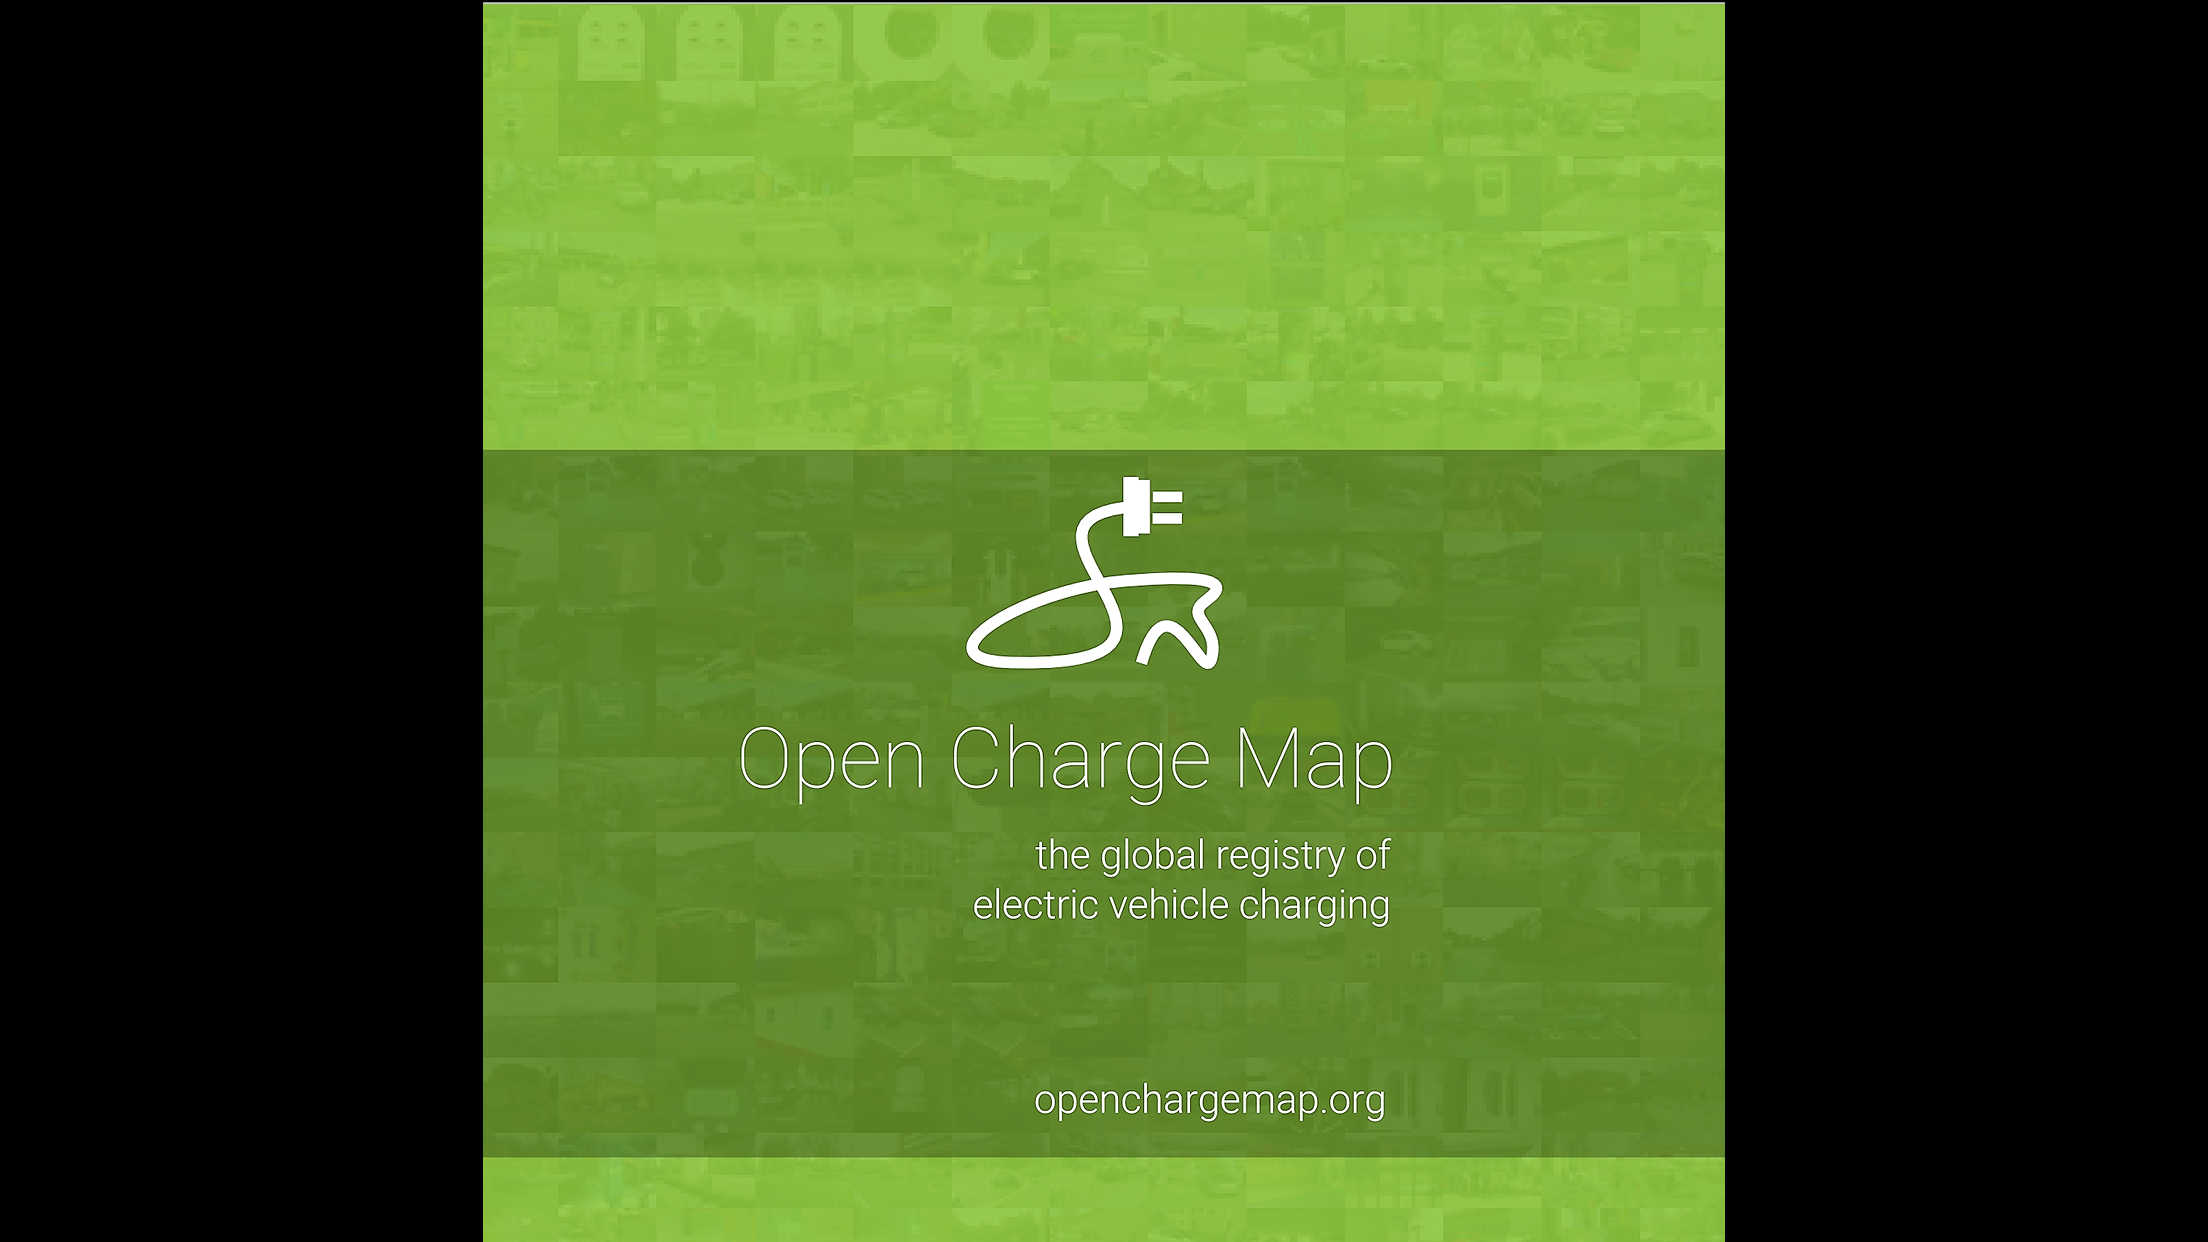 Open Charge Map
the global registry of
electric vehicle charging
openchargemap.org